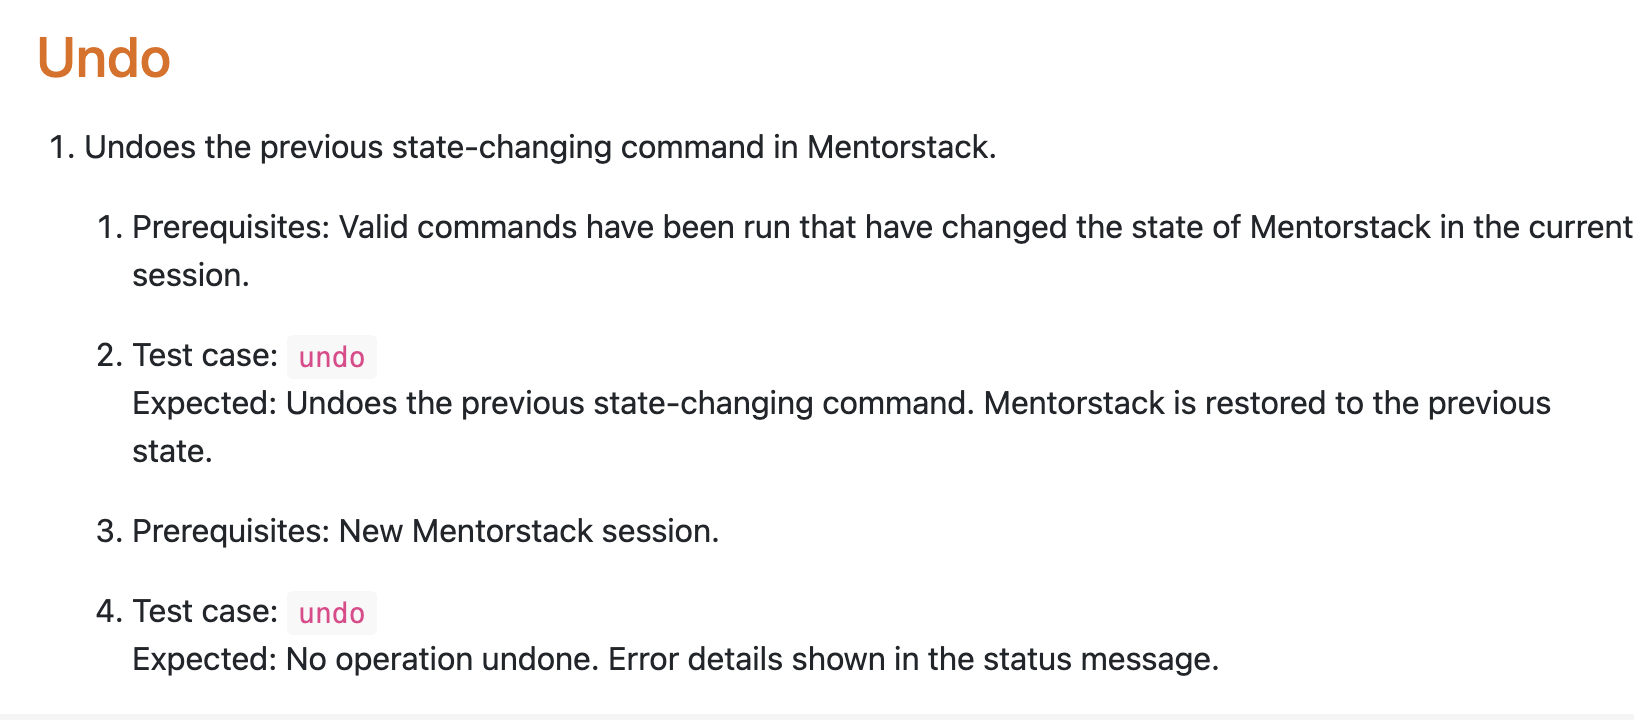 Undo
1. Undoes the previous state-changing command in Mentorstack.
1. Prerequisites: Valid commands have been run that have changed the state of Mentorstack in the current
session.
2. Test case: undo
Expected: Undoes the previous state-changing command. Mentorstack is restored to the previous
state.
3. Prerequisites: New Mentorstack session.
4. Test case: undo
Expected: No operation undone. Error details shown in the status message.